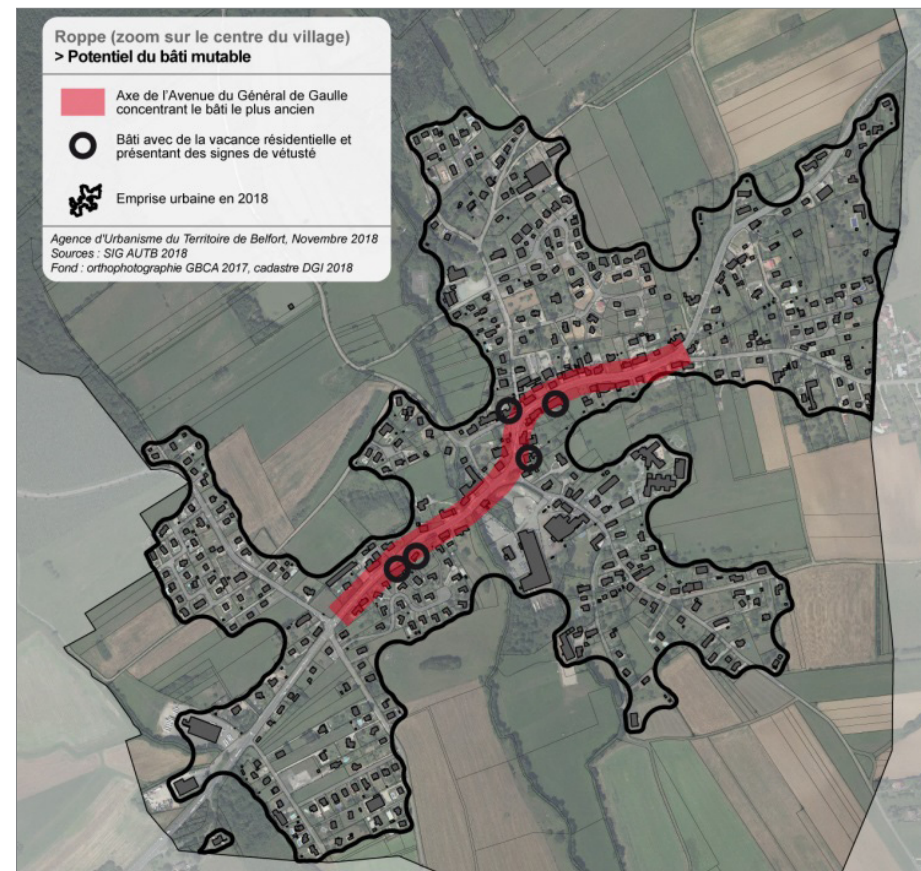 Roppe (zoom sur le centre du village)
> Potentiel du bâti mutable
Axe de l'Avenue du Général de Gaulle
concentrant le bâti le plus ancien
Bâti avec de la vacance résidentielle et
présentant des signes de vétusté
Emprise urbaine en 2018
Agence d'Urbanisme du Territoire de Belfort, Novembre 2018
Sources : SIG AUTB 2018
Fond : orthophotographie GBCA 2017, cadastre DGI 2018